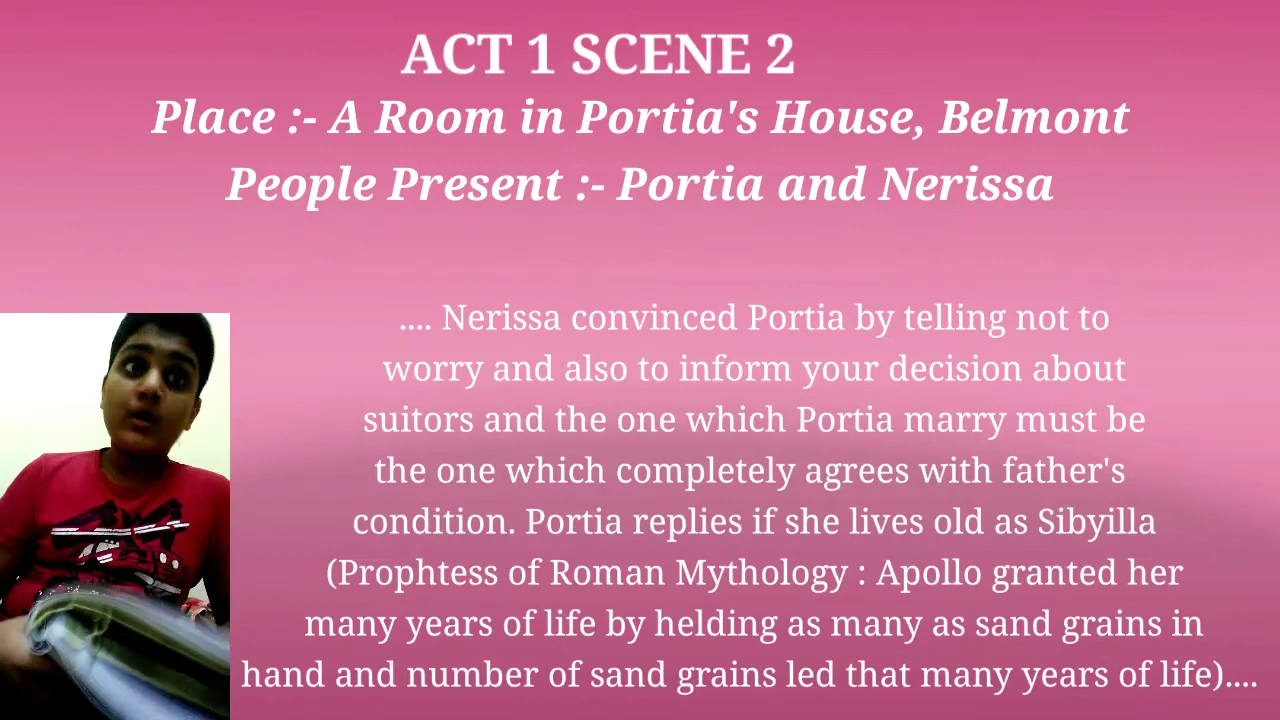 ACT 1 SCENE 2
Place :- A Room in Portia's House, Belmont
People Present :- Portia and Nerissa
.... Nerissa convinced Portia by telling not to
worry and also to inform your decision about
suitors and the one which Portia marry must be
the one which completely agrees with father's
condition. Portia replies if she lives old as Sibyilla
(Prophtess of Roman Mythology : Apollo granted her
many years of life by helding as many as sand grains in
hand and number of sand grains led that many years of life)....